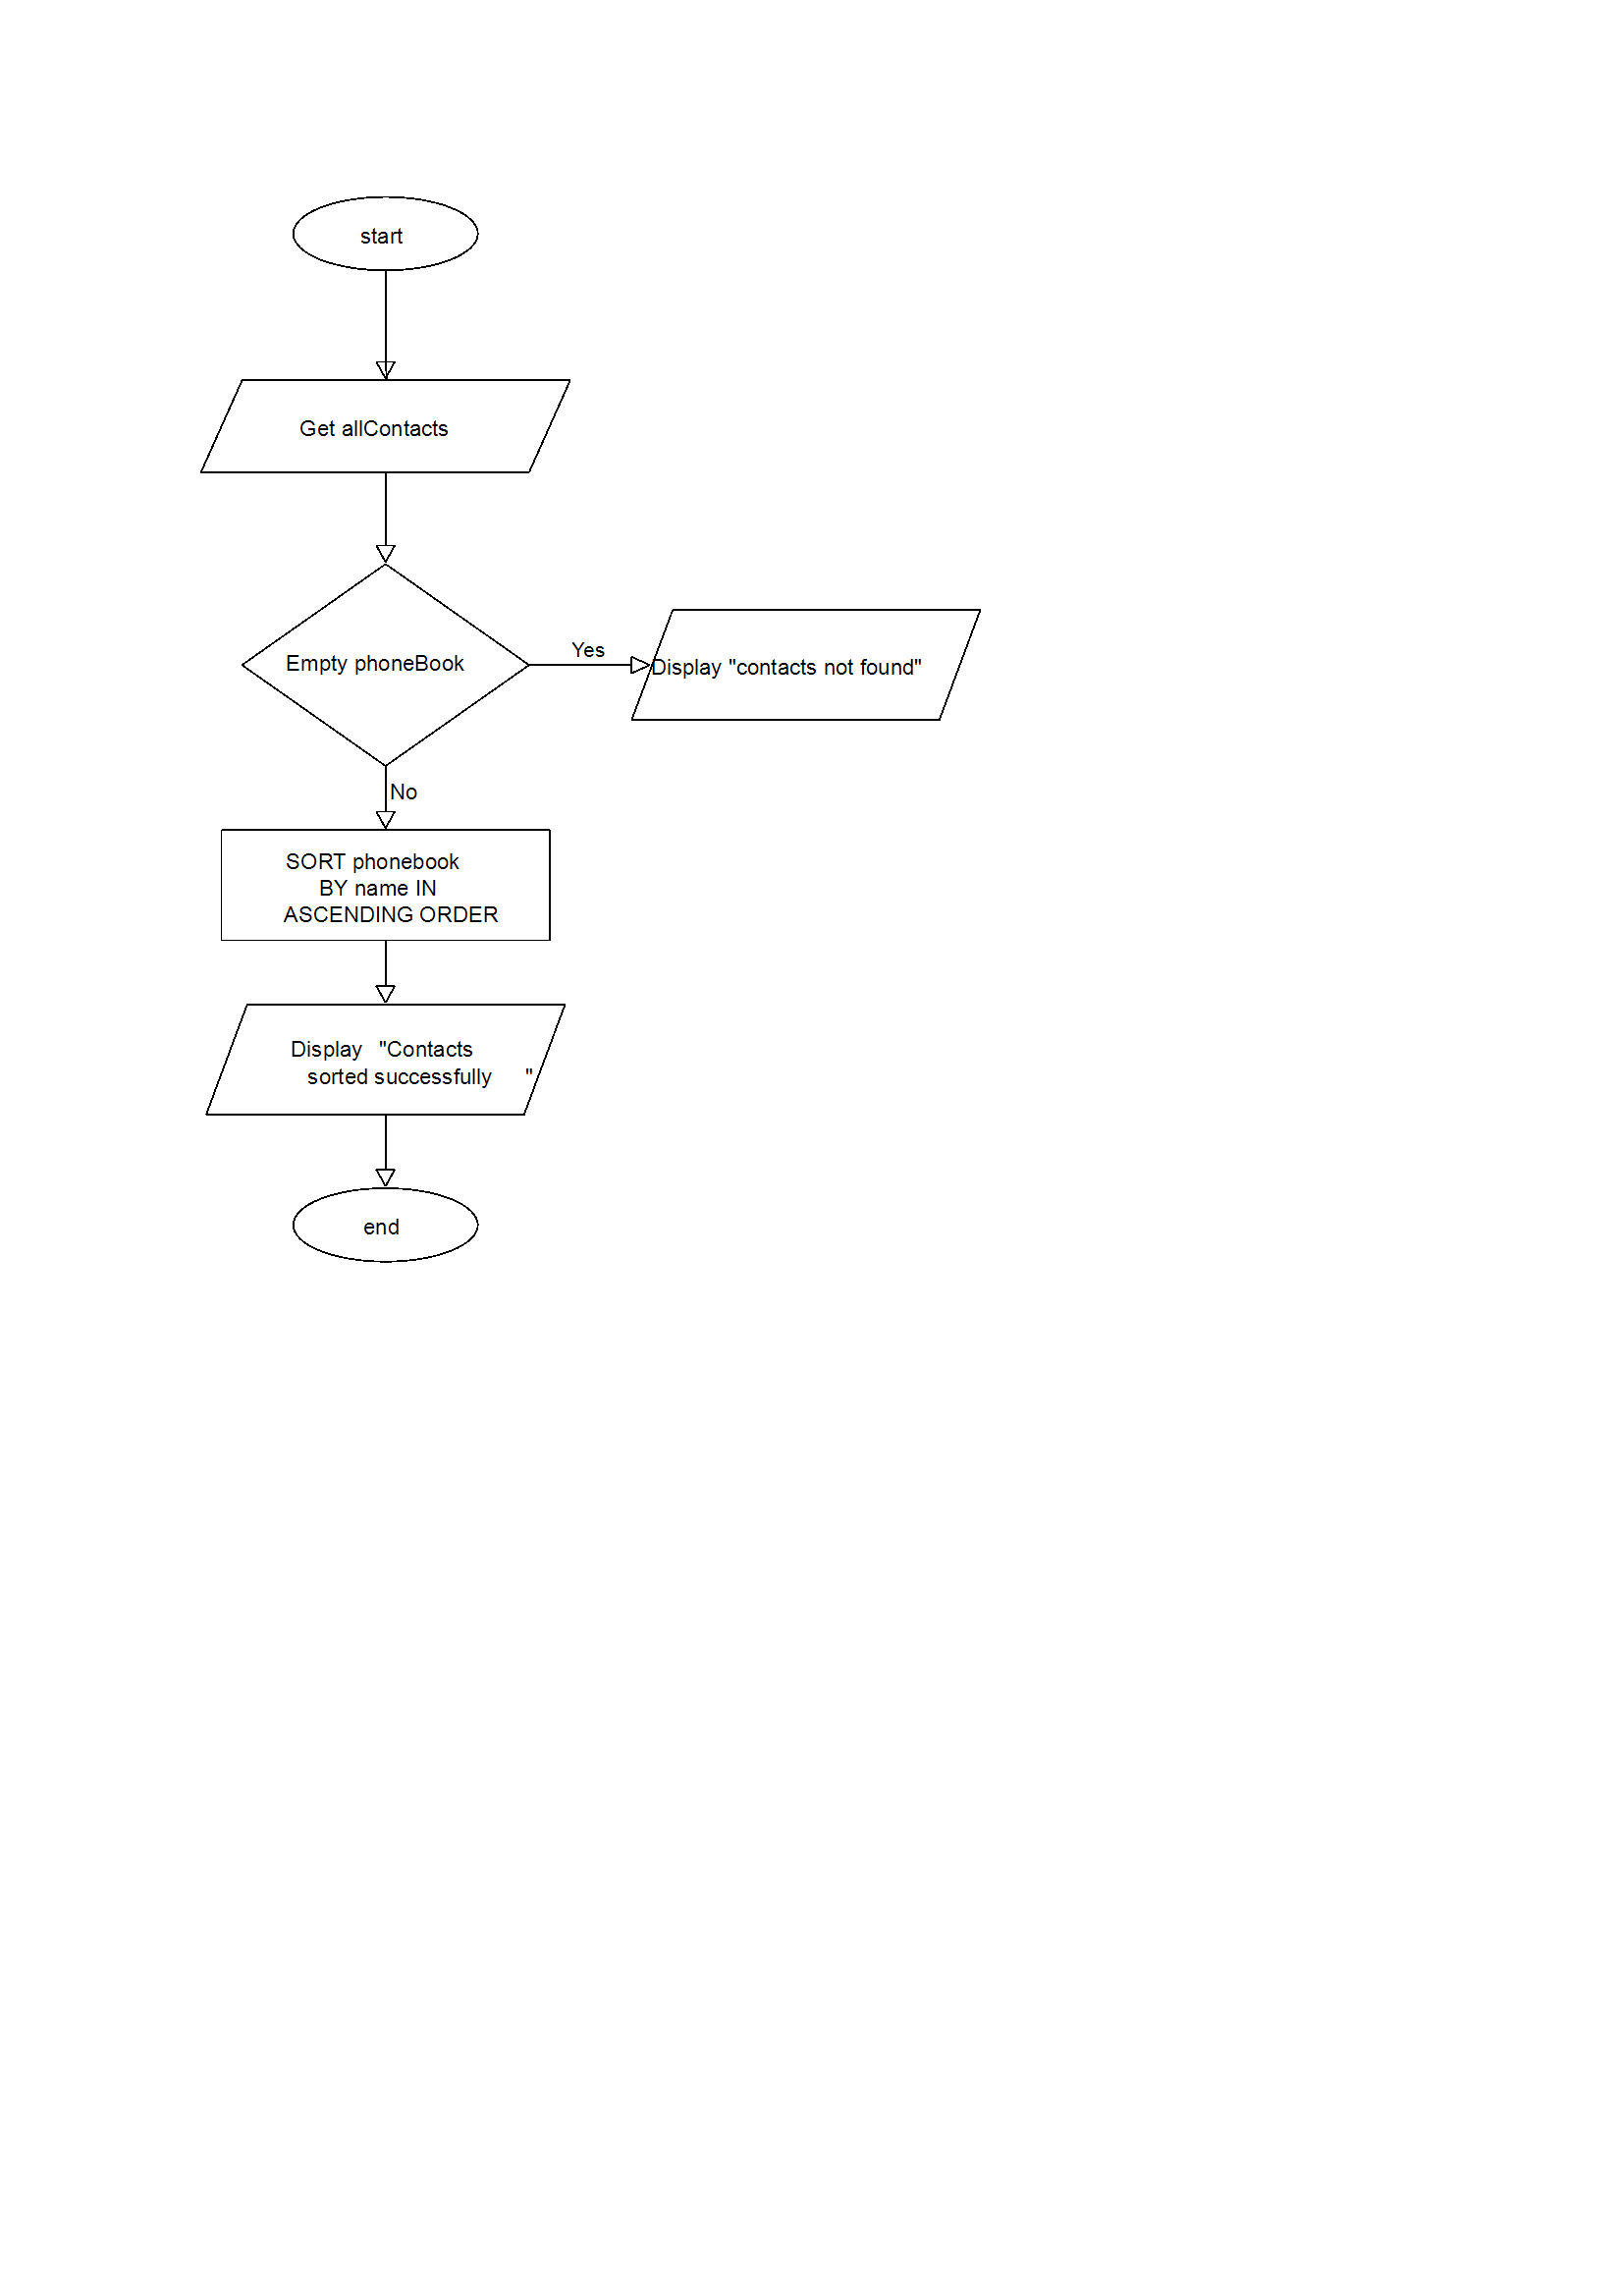 start
Get allContacts
Empty phoneBook
Yes
Display "contacts not found"
No
SORT phonebook
BY name IN
ASCENDING ORDER
Display "Contacts
sorted successfully "
end